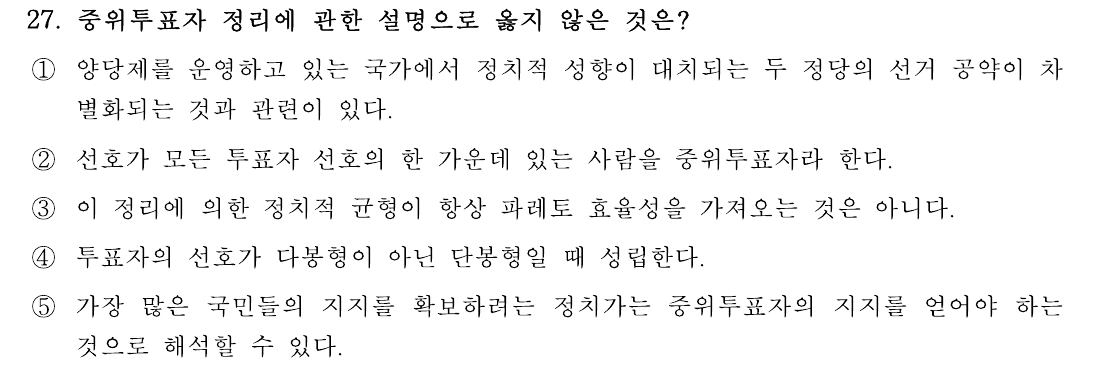 27. 중위투표자 정리에 관한 설명으로 옳지 않은 것은?
① 양당제를 운영하고 있는 국가에서 정치적 성향이 대치되는 두 정당의 선거 공약이 차
별화되는 것과 관련이 있다.
② 선호가 모든 투표자 선호의 한 가운데 있는 사람을 중위투표자라 한다.
③ 이 정리에 의한 정치적 균형이 항상 파레토 효율성을 가져오는 것은 아니다.
④ 투표자의 선호가 다봉형이 아닌 단봉형일 때 성립한다.
⑤ 가장 많은 국민들의 지지를 확보하려는 정치가는 중위투표자의 지지를 얻어야 하는
것으로 해석할 수 있다.